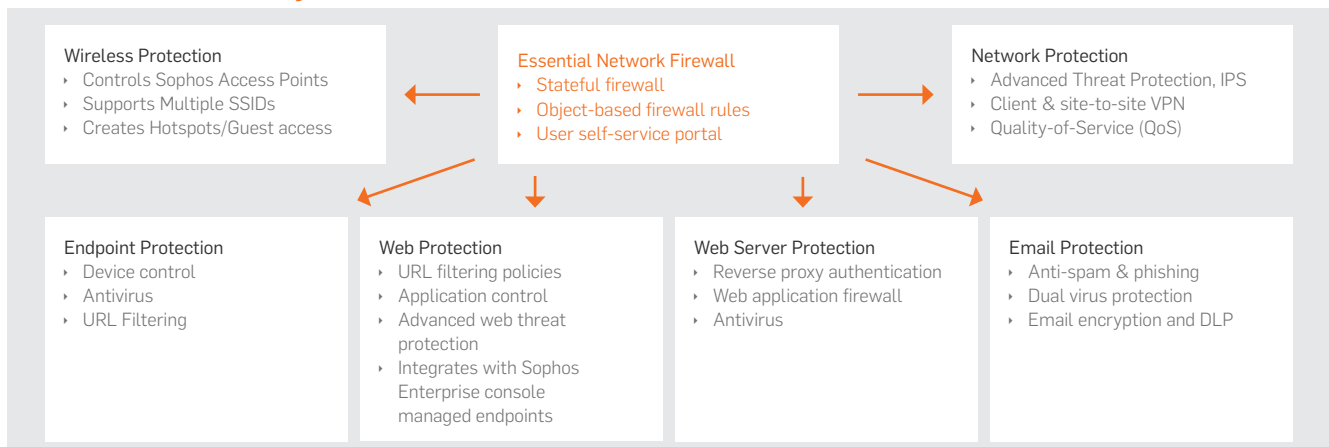 Wireless Protection
‣ Controls Sophos Access Points
‣ Supports Multiple SSIDs
‣ Creates Hotspots/Guest access
Essential Network Firewall
‣ Stateful firewall
‣ Object-based firewall rules
‣ User self-service portal
Network Protection
‣ Advanced Threat Protection, IPS
‣ Client & site-to-site VPN
‣ Quality-of-Service (QoS)
Endpoint Protection
‣ Device control
‣ Antivirus
‣ URL Filtering
Web Protection
‣ URL filtering policies
‣ Application control
‣ Advanced web threat
protection
‣ Integrates with Sophos
Enterprise console
managed endpoints
Web Server Protection
‣ Reverse proxy authentication
‣ Web application firewall
‣ Antivirus
Email Protection
‣ Anti-spam & phishing
‣ Dual virus protection
‣ Email encryption and DLP